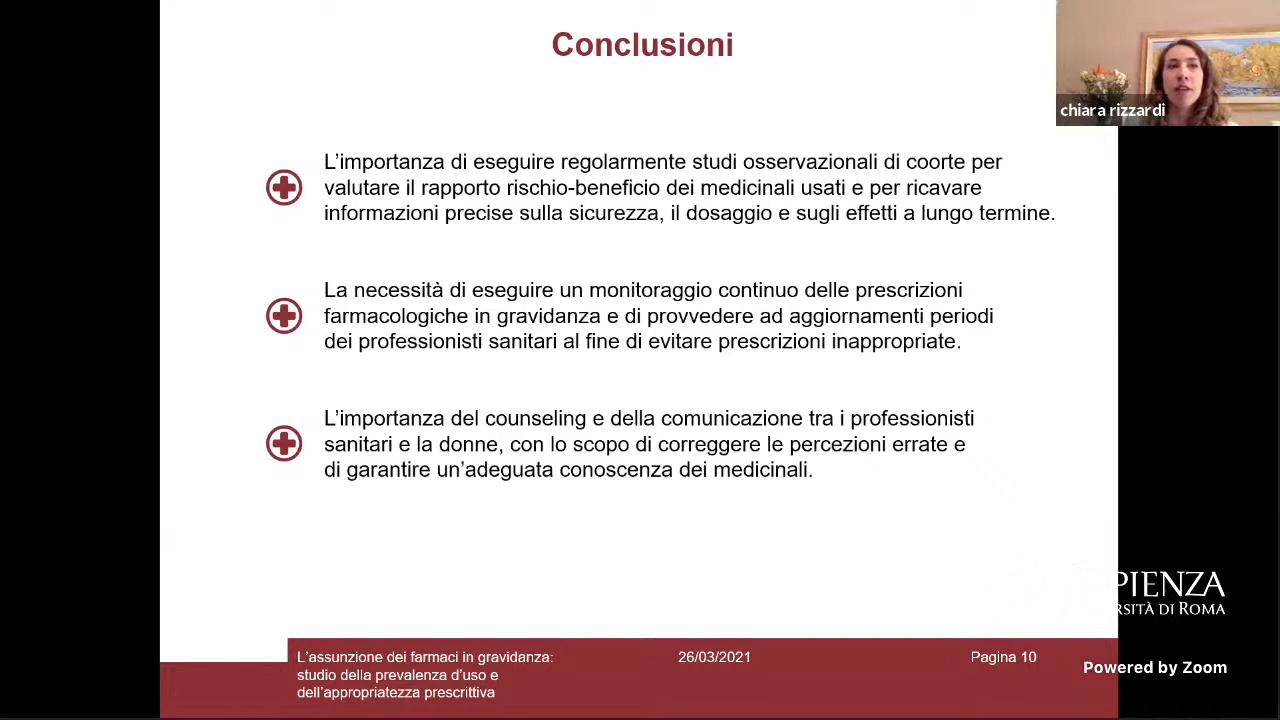 Conclusioni
chiara rizzardi
L'importanza di eseguire regolarmente studi osservazionali di coorte per
valutare il rapporto rischio-beneficio dei medicinali usati e per ricavare
informazioni precise sulla sicurezza, il dosaggio e sugli effetti a lungo termine.
La necessità di eseguire un monitoraggio continuo delle prescrizioni
farmacologiche in gravidanza e di provvedere ad aggiornamenti periodi
dei professionisti sanitari al fine di evitare prescrizioni inappropriate.
L'importanza del counseling e della comunicazione tra i professionisti
sanitari e la donne, con lo scopo di correggere le percezioni errate e
di garantire un'adeguata conoscenza dei medicinali.
PIENZA
RSITÀ DI ROMA
L'assunzione dei farmaci in gravidanza:
studio della prevalenza d'uso e
dell'appropriatezza prescrittiva
26/03/2021
Pagina 10
Powered by Zoom